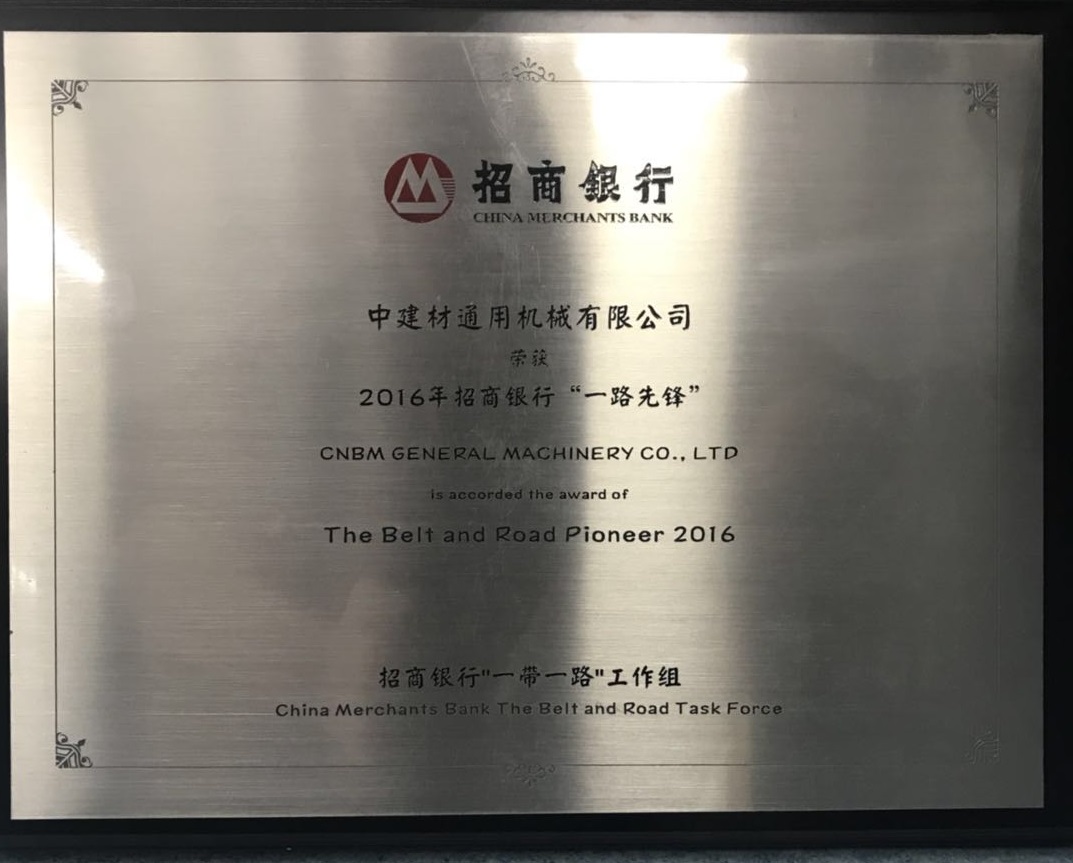 招商銀行
CHINA MERCHANTS BANK
中建材通用机械有限公司
荣获
2016年招商银行“一路先锋”
CNBM GENERAL MACHINERY CO., LTD
is accorded the award of
The Belt and Road Pioneer 2016
招商银行"一带一路"工作组
China Merchants Bank The Belt and Road Task Force